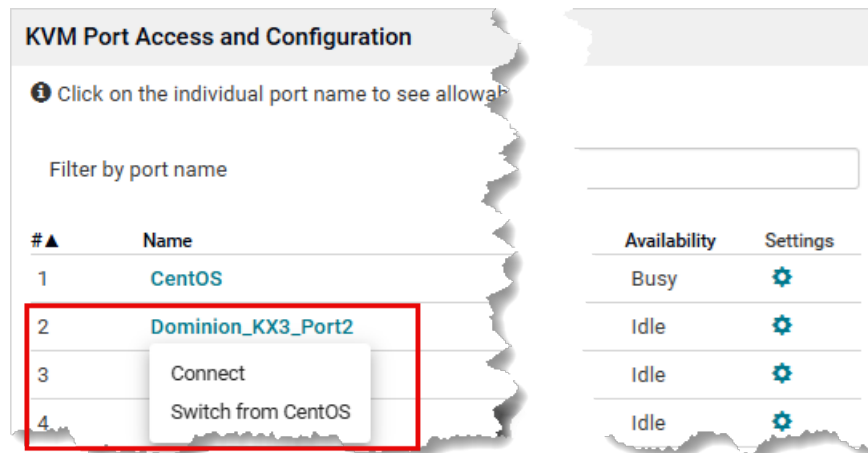 KVM Port Access and Configuration
Click on the individual port name to see
Filter by port name
#▲ Name Availability Settings
1 CentOS Busy
2 Dominion_KX3_Port2 Idle
3 Connect Idle
Switch from CentOS
4 Idle